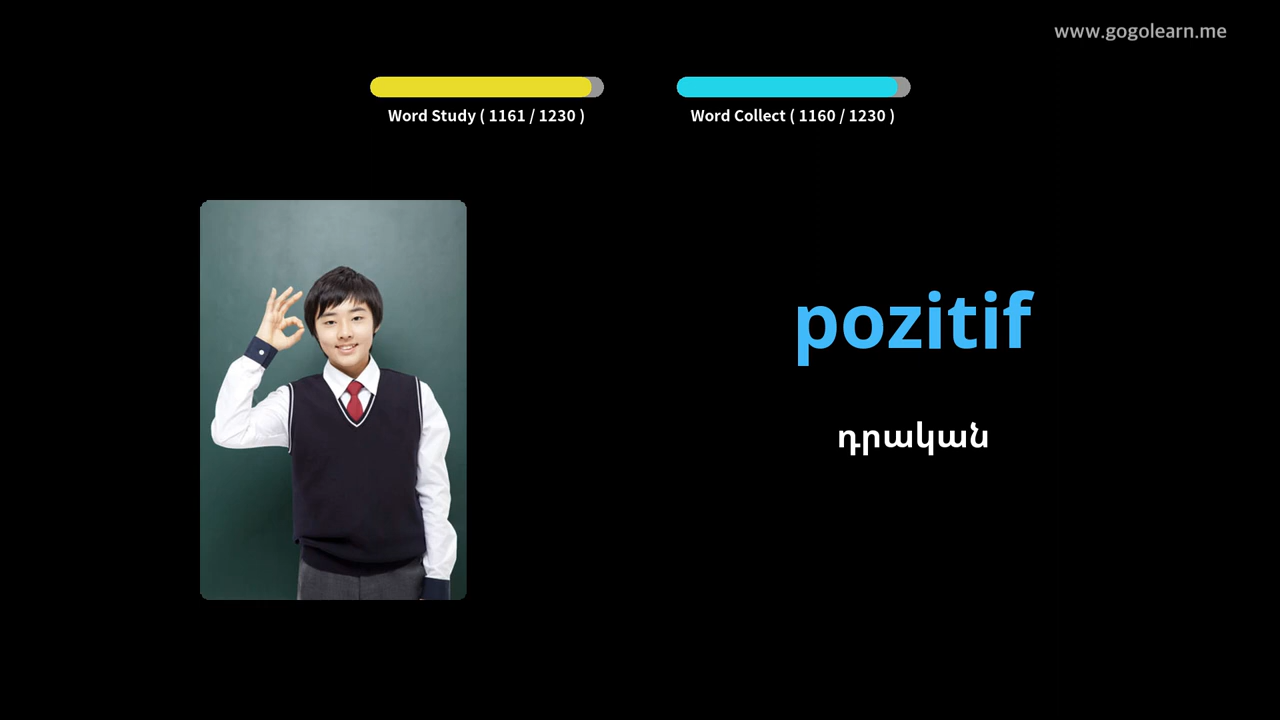 www.gogolearn.me
Word Study ( 1161 / 1230 )
Word Collect ( 1160 / 1230 )
pozitif
դրական